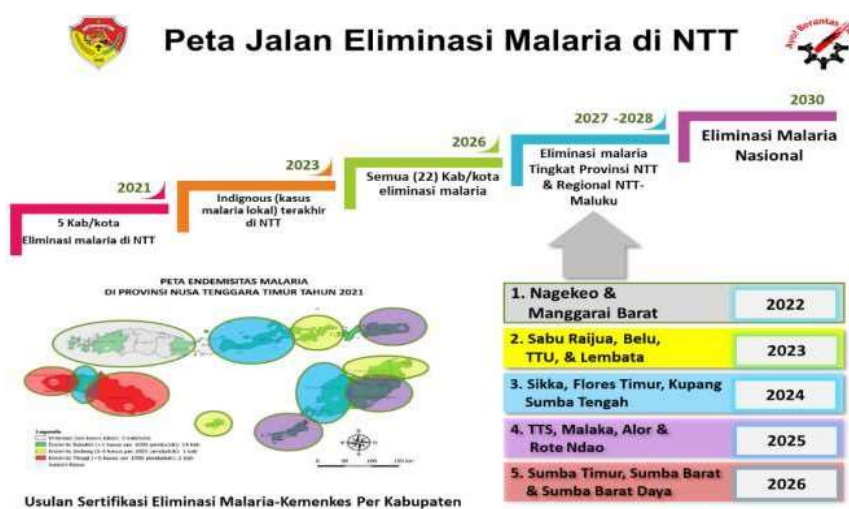 Peta Jalan Eliminasi Malaria di NTT
Ayo! Berantas
2021
5 Kab/kota
Eliminasi malaria di NTT
2023
Indignous (kasus
malaria lokal) terakhir
di NTT
2026
Semua (22) Kab/kota
eliminasi malaria
2027 -2028
Eliminasi malaria
Tingkat Provinsi NTT
& Regional NTT-
Maluku
2030
Eliminasi Malaria
Nasional
PETA ENDEMISITAS MALARIA
DI PROVINSI NUSA TENGGARA TIMUR TAHUN 2021
1. Nagekeo &
Manggarai Barat
2022
2. Sabu Raijua, Belu,
TTU, & Lembata
2023
3. Sikka, Flores Timur, Kupang
Sumba Tengah
2024
4. TTS, Malaka, Alor &
Rote Ndao
2025
5. Sumba Timur, Sumba Barat
& Sumba Barat Daya
2026
Usulan Sertifikasi Eliminasi Malaria-Kemenkes Per Kabupaten